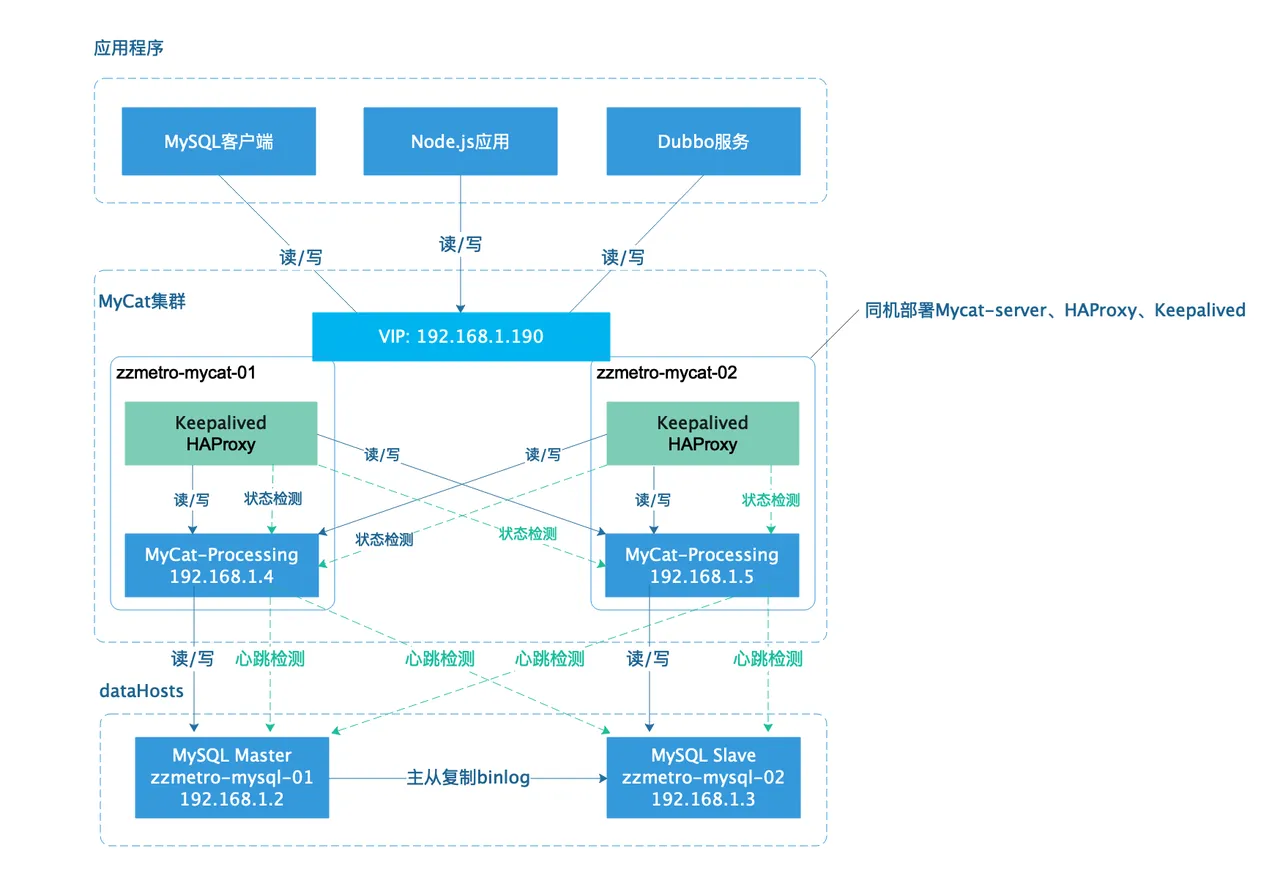 应用程序
MySQL客户端
Node.js应用
Dubbo服务
读/写
读/写
读/写
MyCat集群
同机部署Mycat-server、HAProxy、Keepalived
VIP: 192.168.1.190
zzmetro-mycat-01
zzmetro-mycat-02
Keepalived
HAProxy
Keepalived
HAProxy
读/写
读/写
读/写
状态检测
读/写
状态检测
状态检测
状态检测
MyCat-Processing
192.168.1.4
MyCat-Processing
192.168.1.5
读/写
心跳检测
心跳检测
心跳检测
读/写
心跳检测
dataHosts
MySQL Master
zzmetro-mysql-01
192.168.1.2
主从复制binlog
MySQL Slave
zzmetro-mysql-02
192.168.1.3